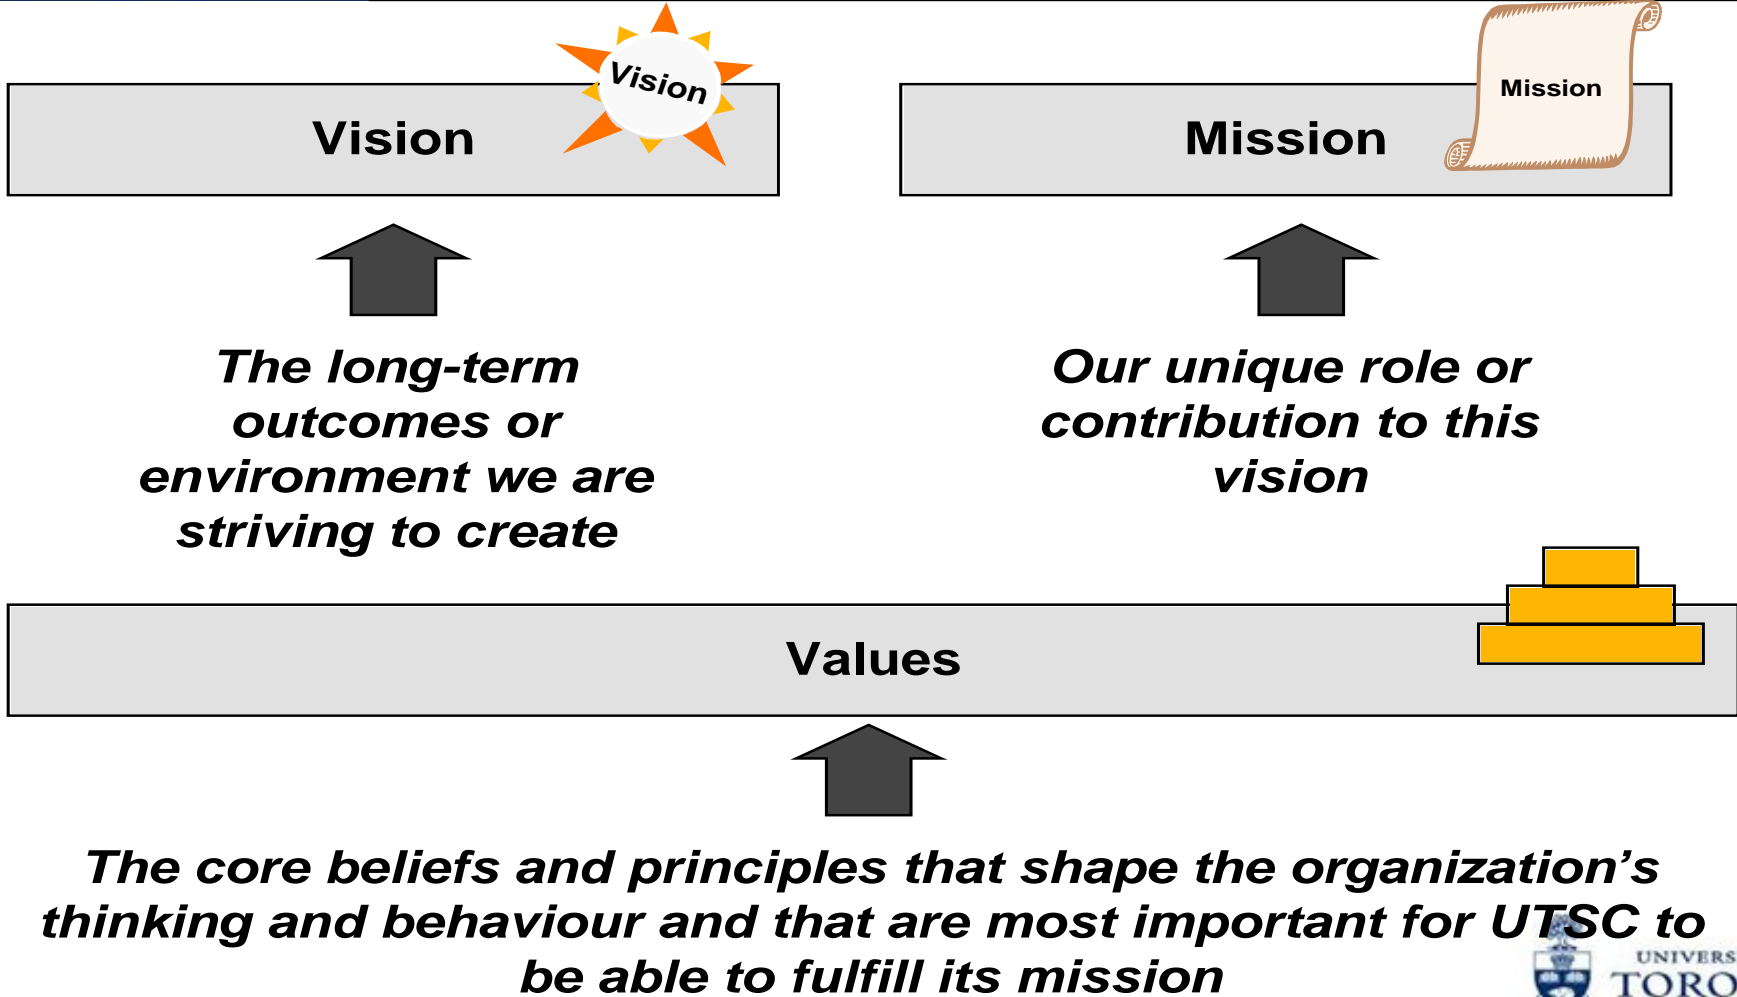 Vision
Vision
Mission
Mission
The long-term
outcomes or
environment we are
striving to create
Our unique role or
contribution to this
vision
Values
The core beliefs and principles that shape the organization’s
thinking and behaviour and that are most important for UTSC to
be able to fulfill its mission
UNIVERS
TORO